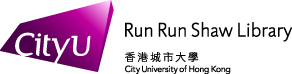 CityU
Run Run Shaw Library
香港城市大學
City University of Hong Kong